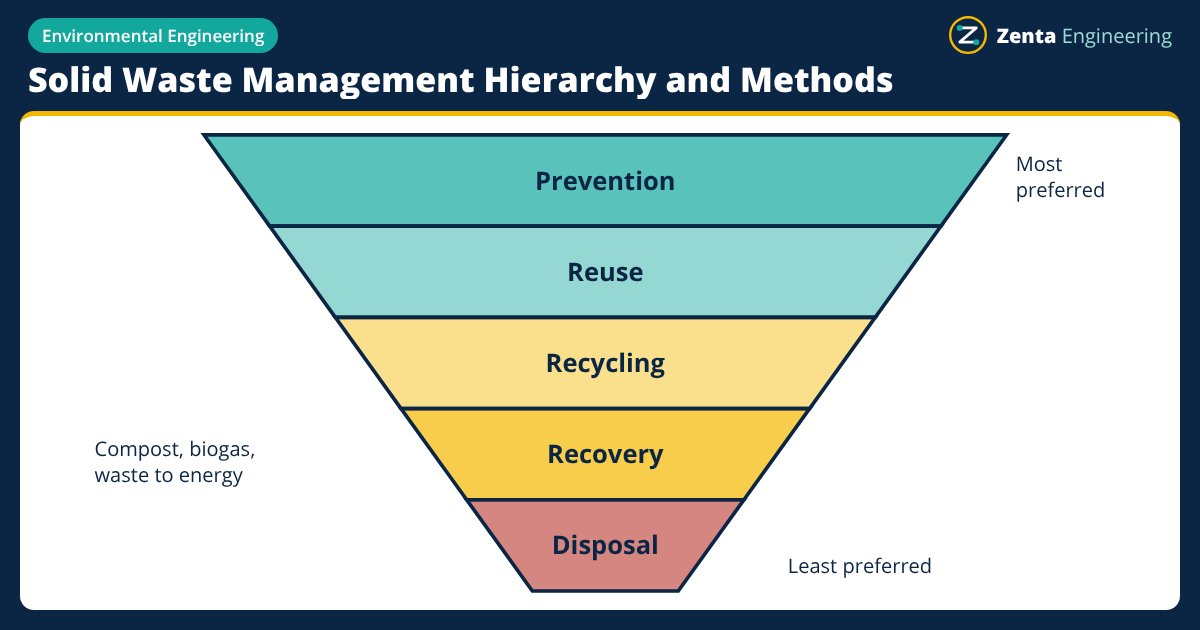 Environmental Engineering
Zenta Engineering
Solid Waste Management Hierarchy and Methods
Prevention
Most
preferred
Reuse
Recycling
Recovery
Compost, biogas,
waste to energy
Disposal
Least preferred